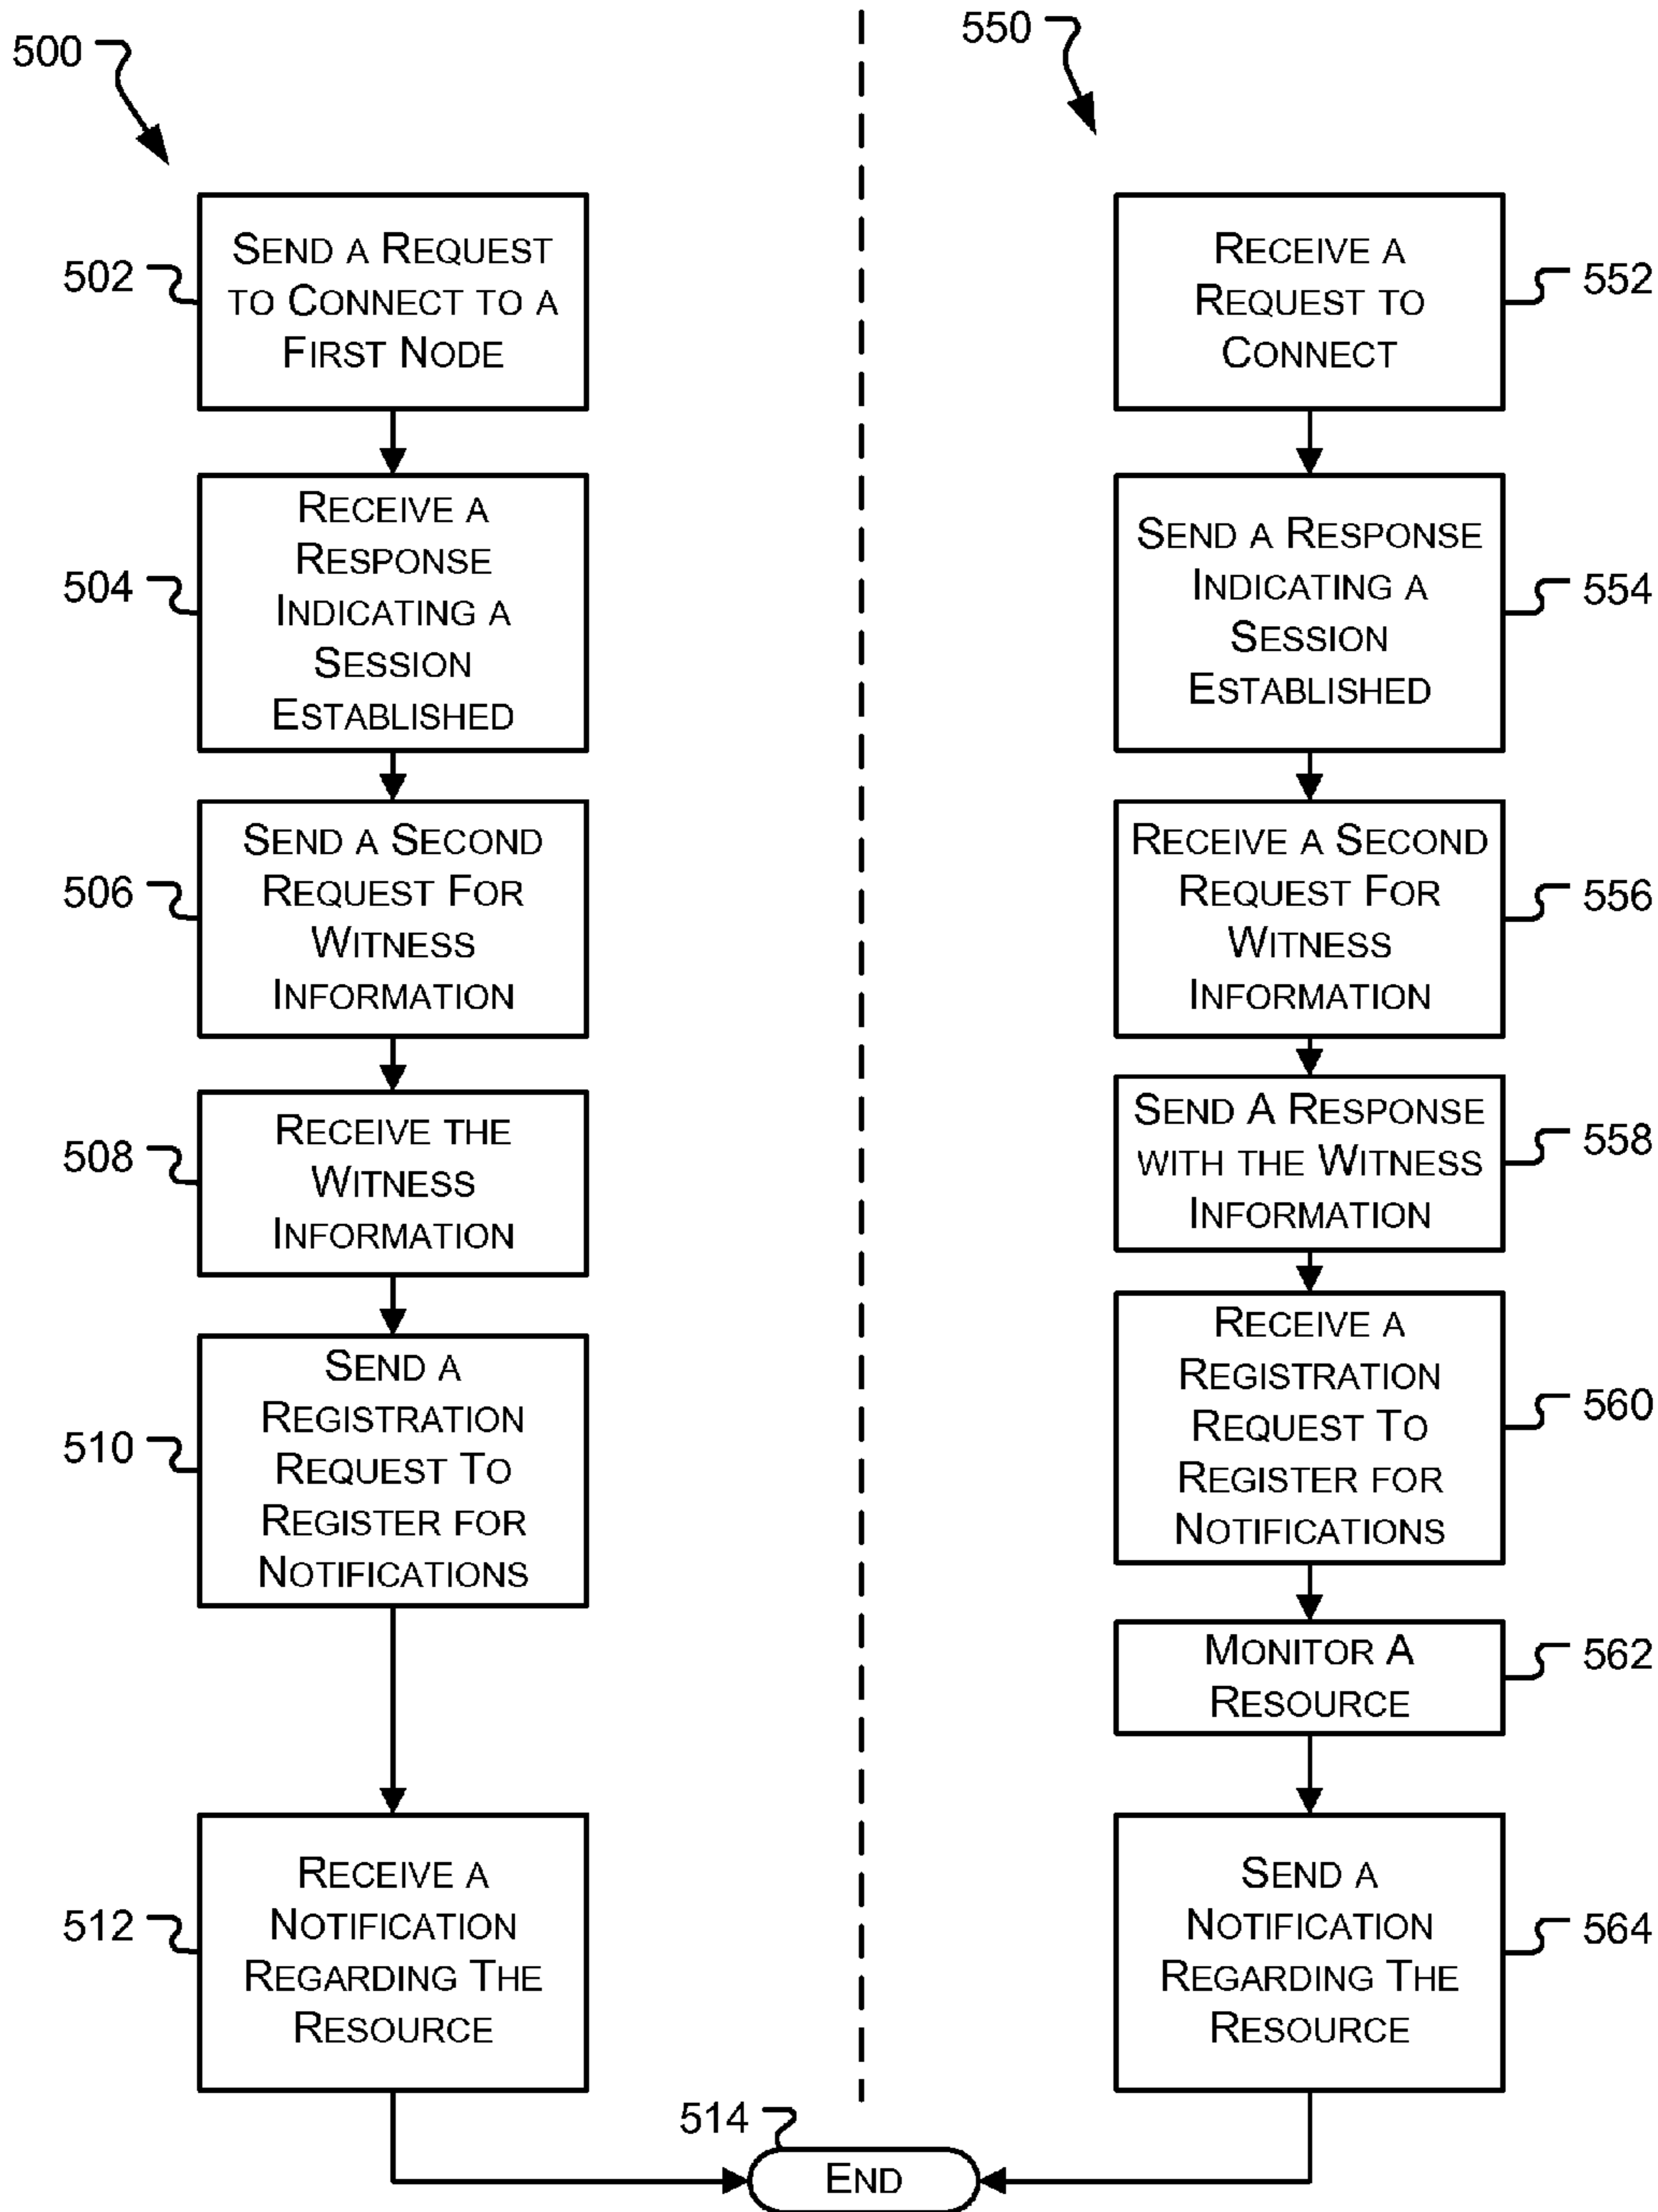 500
502
SEND A REQUEST
TO CONNECT TO A
FIRST NODE
504
RECEIVE A
RESPONSE
INDICATING A
SESSION
ESTABLISHED
506
SEND A SECOND
REQUEST FOR
WITNESS
INFORMATION
508
RECEIVE THE
WITNESS
INFORMATION
510
SEND A
REGISTRATION
REQUEST TO
REGISTER FOR
NOTIFICATIONS
512
RECEIVE A
NOTIFICATION
REGARDING THE
RESOURCE
550
RECEIVE A
REQUEST TO
CONNECT
552
SEND A RESPONSE
INDICATING A
SESSION
ESTABLISHED
554
RECEIVE A SECOND
REQUEST FOR
WITNESS
INFORMATION
556
SEND A RESPONSE
WITH THE WITNESS
INFORMATION
558
RECEIVE A
REGISTRATION
REQUEST TO
REGISTER FOR
NOTIFICATIONS
560
MONITOR A
RESOURCE
562
SEND A
NOTIFICATION
REGARDING THE
RESOURCE
564
514
END